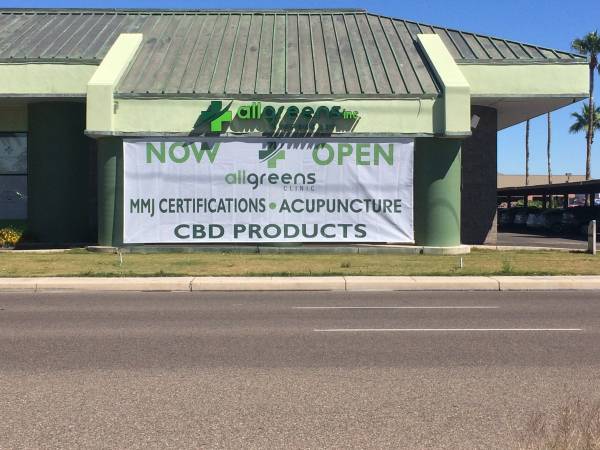 allgreens inc
NOW OPEN
allgreens
CLINIC
MMJ CERTIFICATIONS • ACUPUNCTURE
CBD PRODUCTS